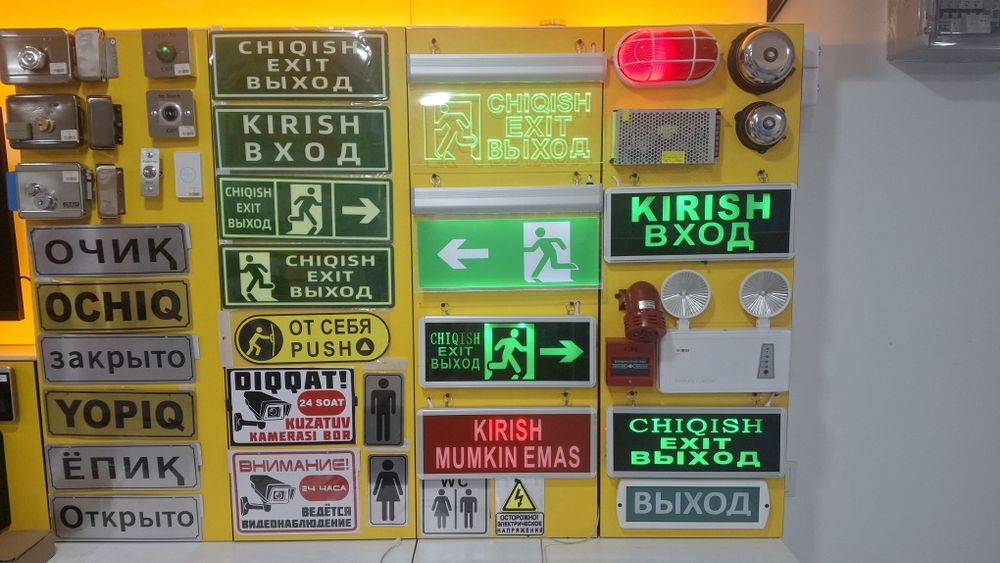 ОЧИҚ
OCHIQ
закрыто
YOPIQ
ЁПИҚ
Открыто
CHIQISH
EXIT
ВЫХОД
KIRISH
ВХОД
CHIQISH
EXIT
ВЫХОД
CHIQISH
EXIT
ВЫХОД
ОТ СЕБЯ
PUSH
DIQQAT!
24 SOAT
KUZATUV
KAMERASI BOR
ВНИМАНИЕ!
24 ЧАСА
ВЕДЁТСЯ
ВИДЕОНАБЛЮДЕНИЕ
CHIQISH
EXIT
ВЫХОД
CHIQISH
EXIT
ВЫХОД
KIRISH
MUMKIN EMAS
WC
ОСТОРОЖНО!
ЭЛЕКТРИЧЕСКОЕ
НАПРЯЖЕНИЕ
KIRISH
ВХОД
CHIQISH
EXIT
ВЫХОД
ВЫХОД